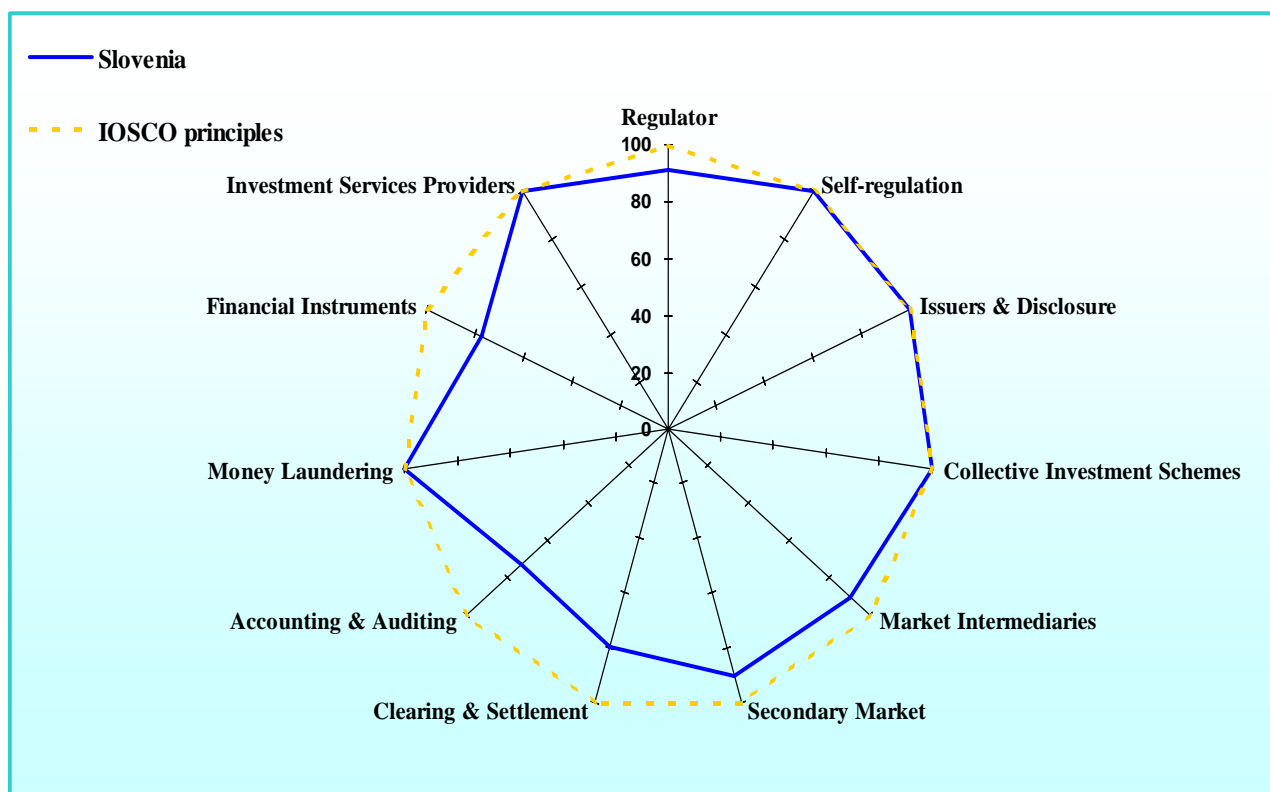 Slovenia
IOSCO principles
Regulator
100
Investment Services Providers
Self-regulation
80
60
Financial Instruments
Issuers & Disclosure
40
20
0
Money Laundering
Collective Investment Schemes
Accounting & Auditing
Market Intermediaries
Clearing & Settlement
Secondary Market